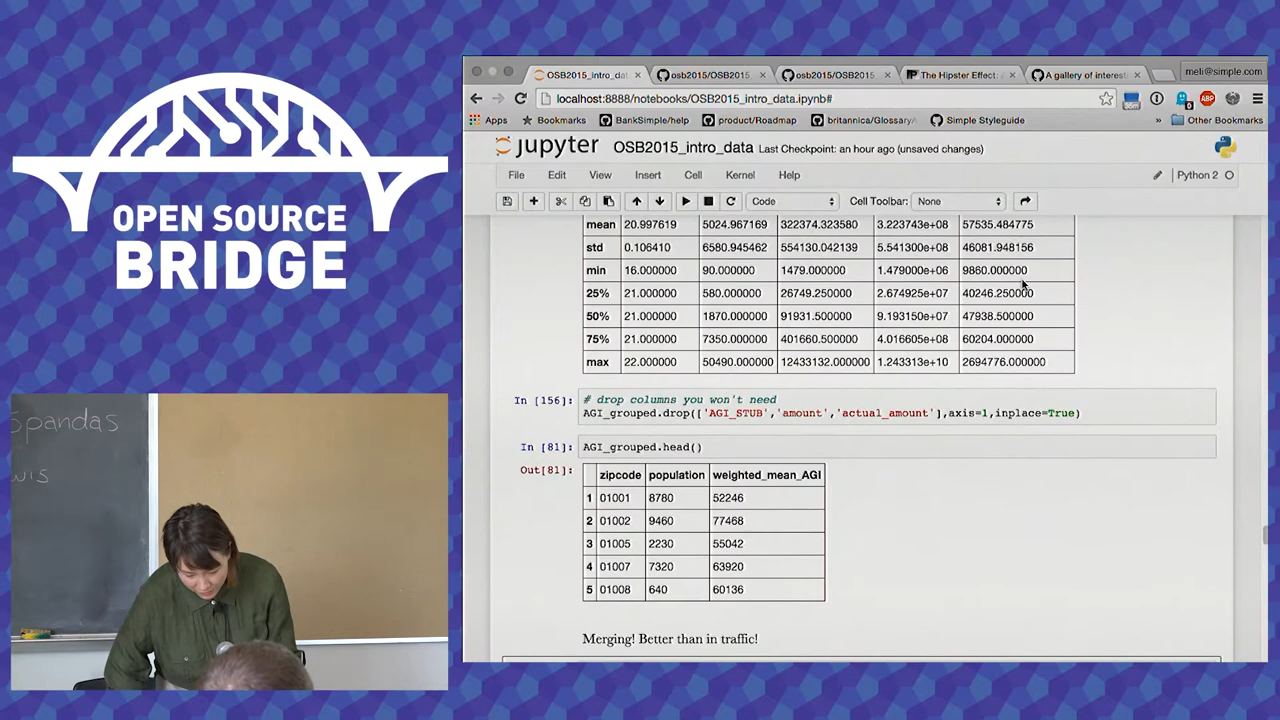 OPEN SOURCE
BRIDGE
pandas
OSB2015_intro_da
osb2015/OSB2015_
osb2015/OSB2015_
The Hipster Effect: A
A gallery of interesti
meli@simple.com
localhost:8888/notebooks/OSB2015_intro_data.ipynb#
Apps Bookmarks BankSimple/help product/Roadmap britannica/Glossary Simple Styleguide » Other Bookmarks
jupyter OSB2015_intro_data Last Checkpoint: an hour ago (unsaved changes)
File Edit View Insert Cell Kernel Help Python 2
Code Cell Toolbar: None
mean 20.997619 5024.967169 322374.323580 3.223743e+08 57535.484775
std 0.106410 6580.945462 554130.042139 5.541300e+08 46081.948156
min 16.000000 90.000000 1479.000000 1.479000e+06 9860.000000
25% 21.000000 580.000000 26749.250000 2.674925e+07 40246.250000
50% 21.000000 1870.000000 91931.500000 9.193150e+07 47938.500000
75% 21.000000 7350.000000 401660.500000 4.016605e+08 60204.000000
max 22.000000 50490.000000 12433132.000000 1.243313e+10 2694776.000000
In [156]: # drop columns you won't need
AGI_grouped.drop(['AGI_STUB','amount','actual_amount'],axis=1,inplace=True)
In [81]: AGI_grouped.head()
Out[81]:
zipcode population weighted_mean_AGI
1 01001 8780 52246
2 01002 9460 77468
3 01005 2230 55042
4 01007 7320 63920
5 01008 640 60136
Merging! Better than in traffic!